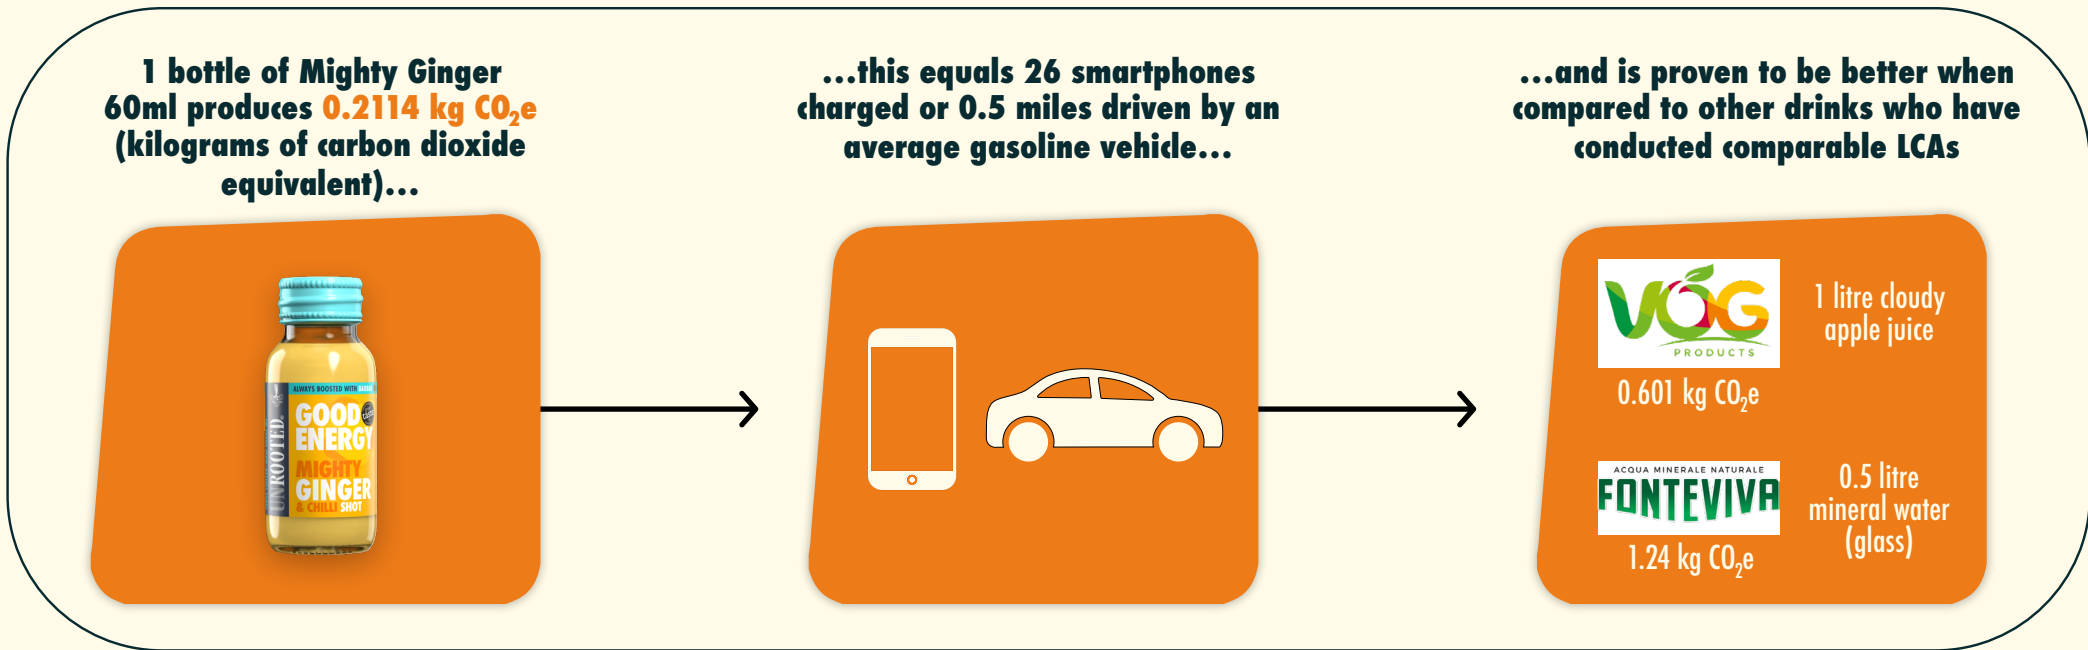 1 bottle of Mighty Ginger
60ml produces 0.2114 kg CO₂e
(kilograms of carbon dioxide
equivalent)...
ALWAYS BOOSTED WITH BAOBAB
UNROOTED
GOOD
ENERGY
MIGHTY
GINGER
& CHILLI SHOT
...this equals 26 smartphones
charged or 0.5 miles driven by an
average gasoline vehicle...
...and is proven to be better when
compared to other drinks who have
conducted comparable LCAs
VOG
PRODUCTS
0.601 kg CO₂e
1 litre cloudy
apple juice
ACQUA MINERALE NATURALE
FONTEVIVA
1.24 kg CO₂e
0.5 litre
mineral water
(glass)